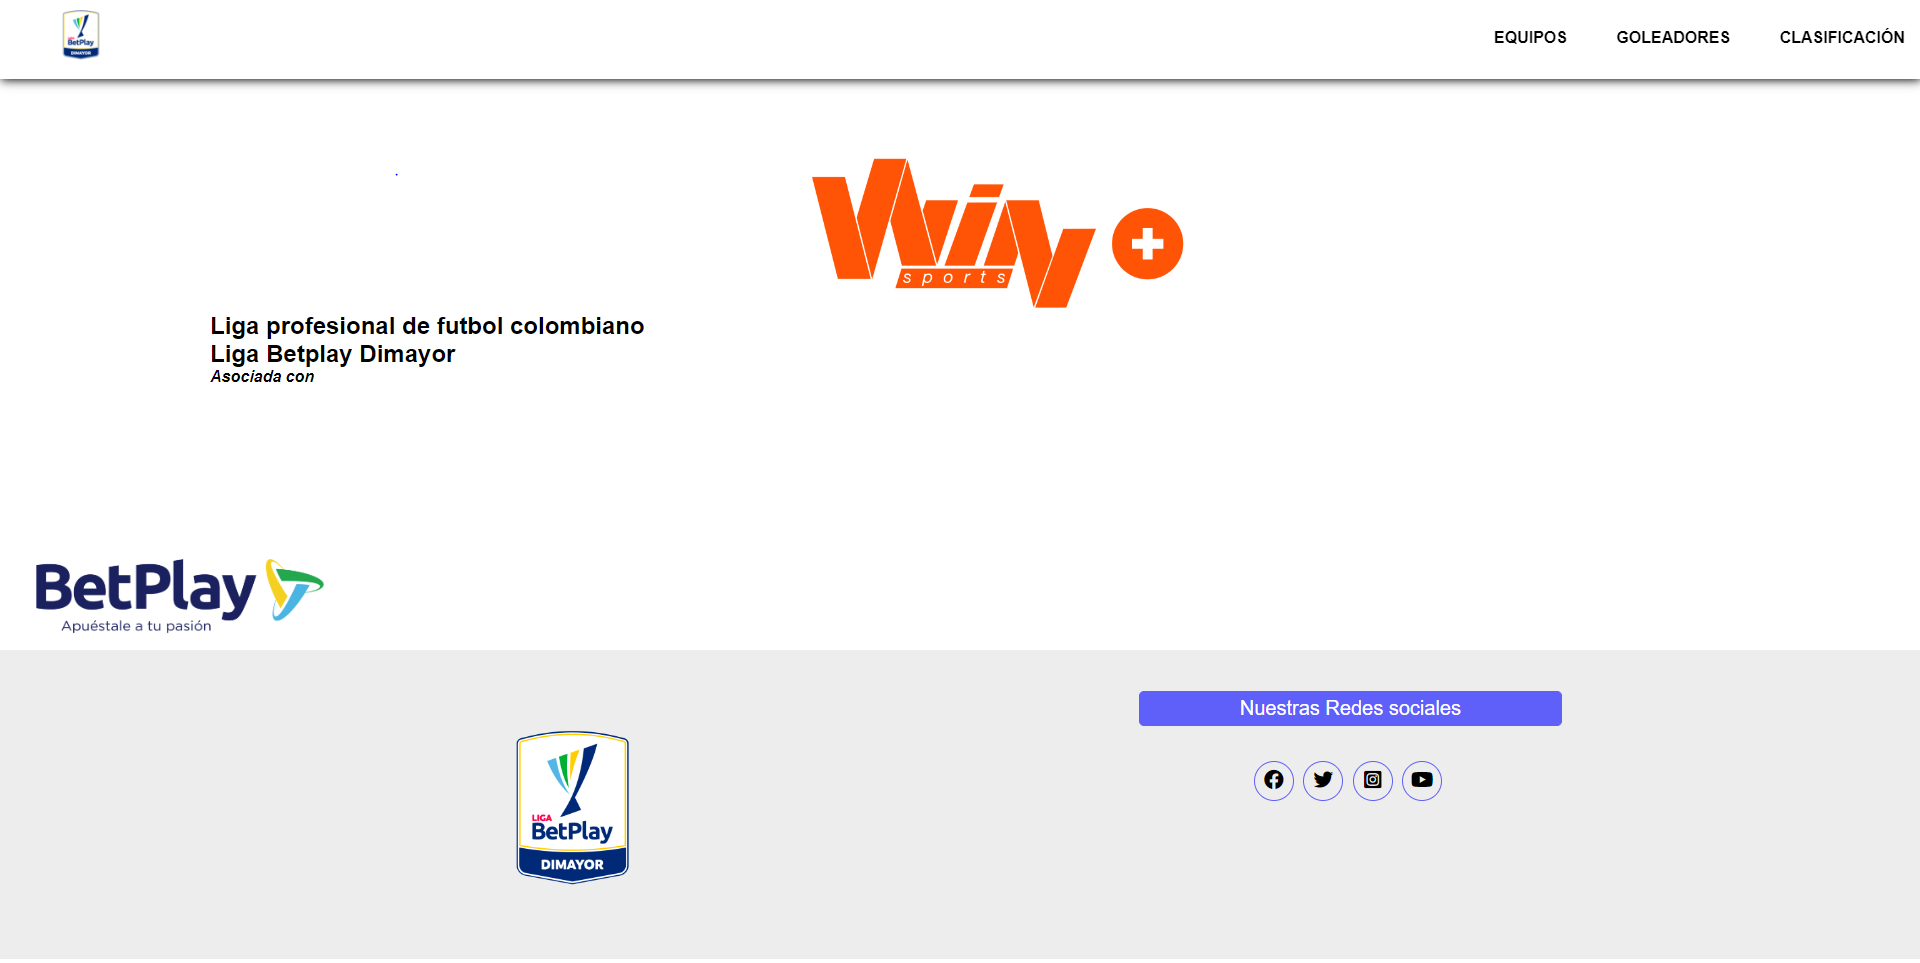 LIGA
BetPlay
DIMAYOR
EQUIPOS
GOLEADORES
CLASIFICACIÓN
Win
sports
+
Liga profesional de futbol colombiano
Liga Betplay Dimayor
Asociada con
BetPlay
Apuéstale a tu pasión
LIGA
BetPlay
DIMAYOR
Nuestras Redes sociales